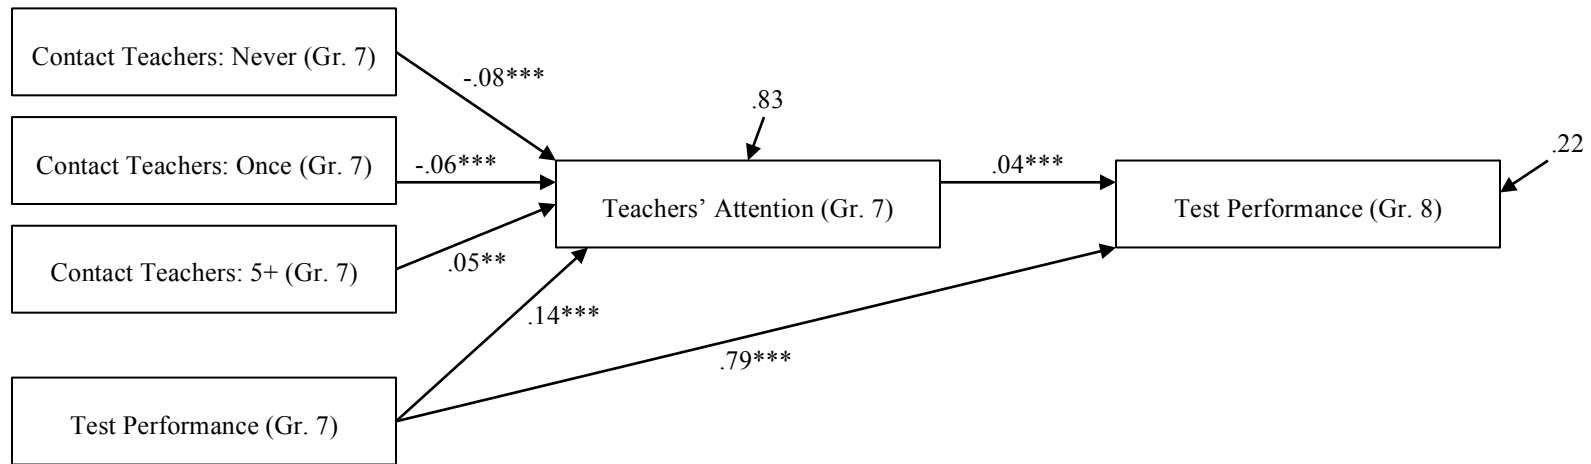 Contact Teachers: Never (Gr. 7)
-.08***
.83
Contact Teachers: Once (Gr. 7)
-.06***
Teachers’ Attention (Gr. 7)
.04***
Test Performance (Gr. 8)
.22
Contact Teachers: 5+ (Gr. 7)
.05**
.14***
.79***
Test Performance (Gr. 7)